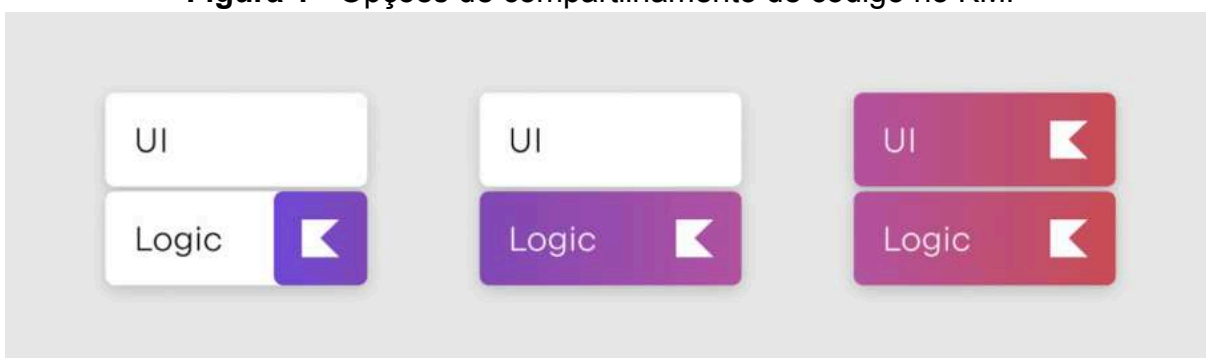 Figura 1 - Opções de compartilhamento de código no KMP
UI UI UI
Logic Logic Logic